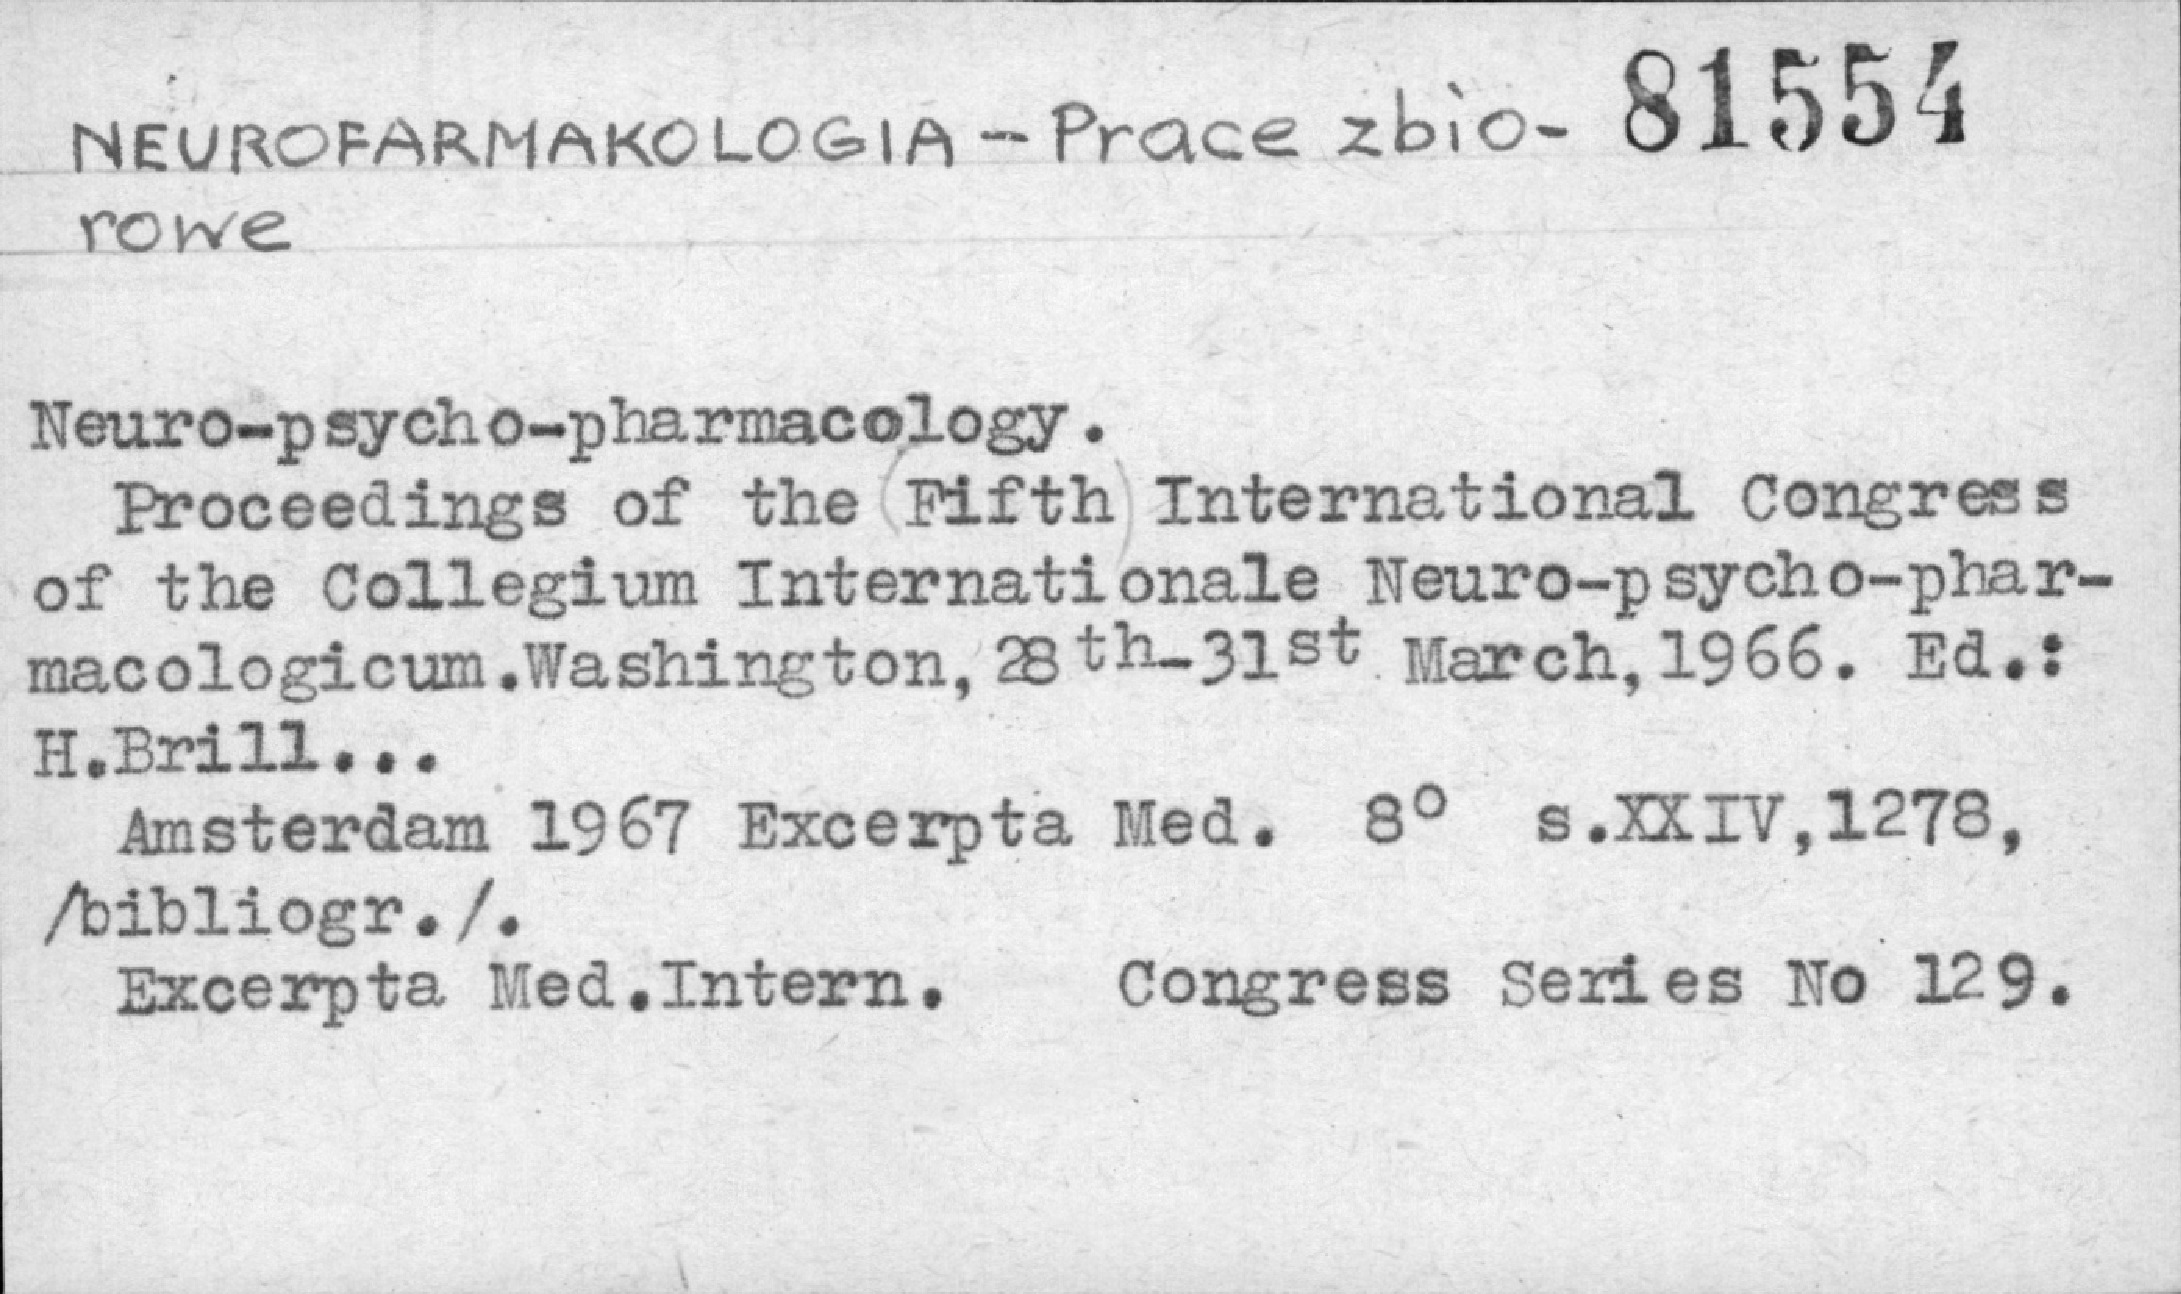 NEUROFARMAKOLOGIA - Prace zbio- 81554
rowe
Neuro-psycho-pharmacology.
Proceedings of the (Fifth) International Congress
of the Collegium Internationale Neuro-psycho-phar-
macologicum.Washington, 28th-31st March, 1966. Ed.:
H.Brill...
Amsterdam 1967 Excerpta Med. 8° s.XXIV, 1278,
/bibliogr./.
Excerpta Med.Intern. Congress Series No 129.